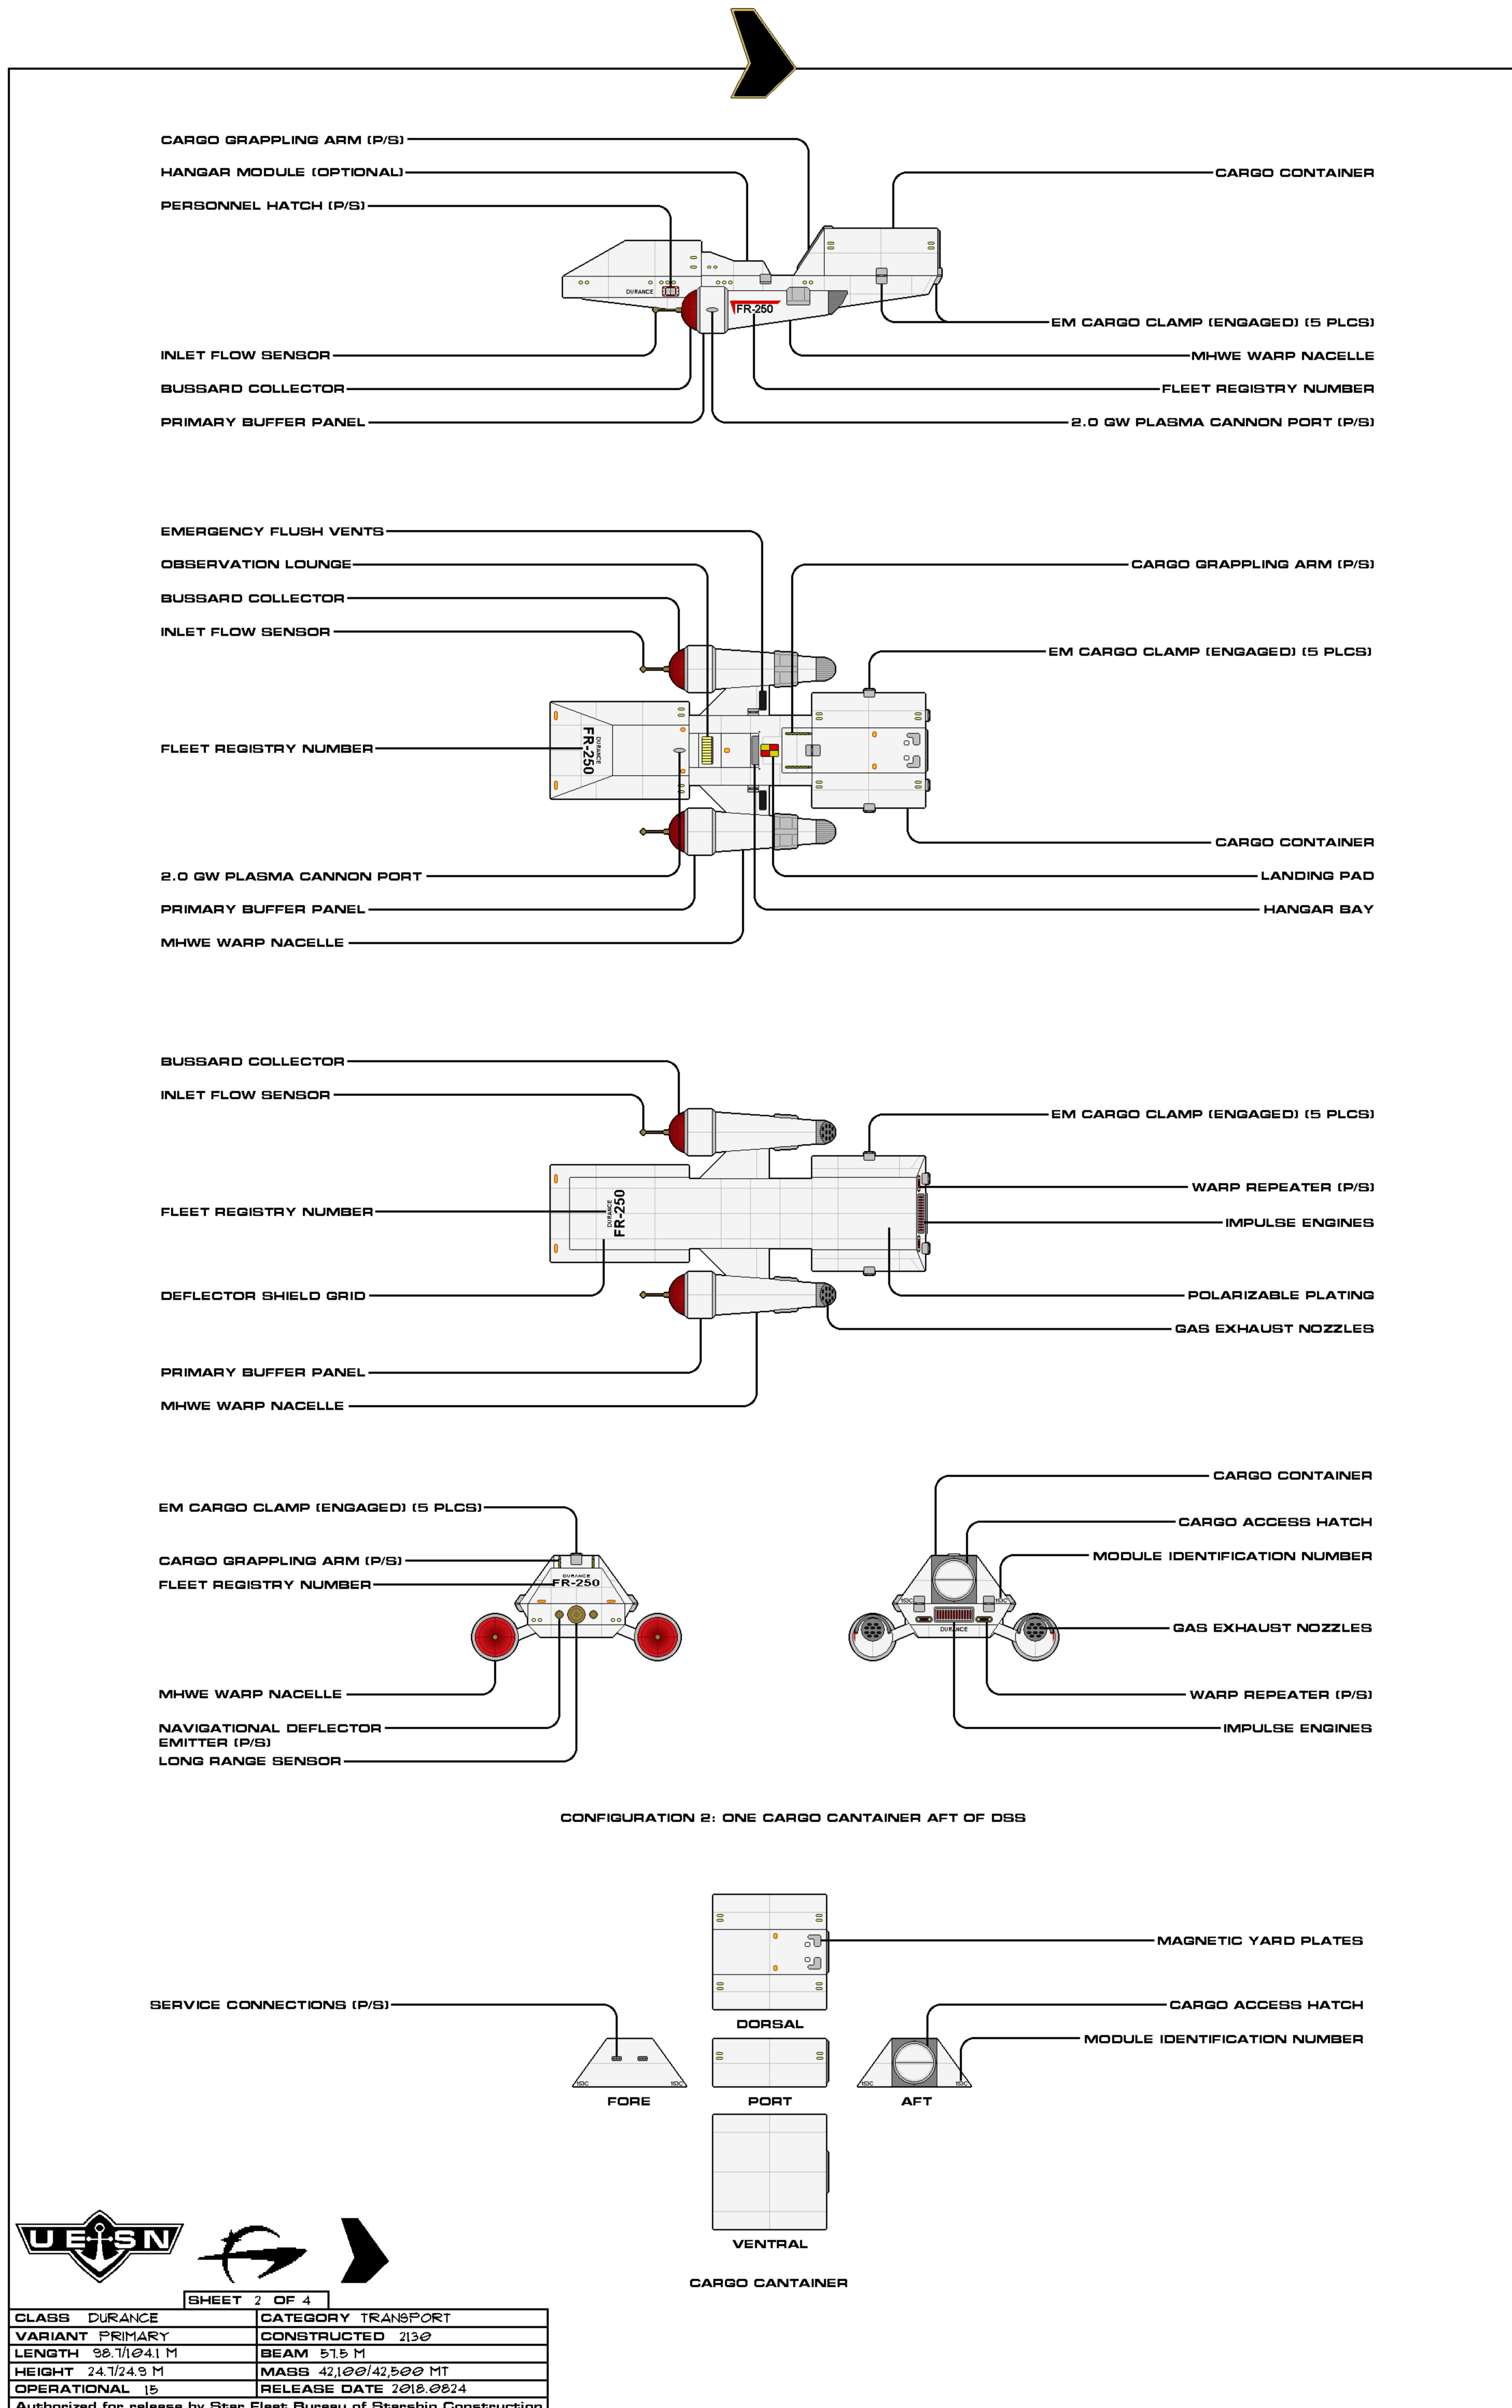 CARGO GRAPPLING ARM (P/S)
HANGAR MODULE (OPTIONAL)
CARGO CONTAINER
PERSONNEL HATCH (P/S)
DURANCE
FR-250
EM CARGO CLAMP (ENGAGED) (5 PLCS)
INLET FLOW SENSOR
MHWE WARP NACELLE
BUSSARD COLLECTOR
FLEET REGISTRY NUMBER
PRIMARY BUFFER PANEL
2.0 GW PLASMA CANNON PORT (P/S)
EMERGENCY FLUSH VENTS
OBSERVATION LOUNGE
CARGO GRAPPLING ARM (P/S)
BUSSARD COLLECTOR
INLET FLOW SENSOR
EM CARGO CLAMP (ENGAGED) (5 PLCS)
FLEET REGISTRY NUMBER
DURANCE
FR-250
CARGO CONTAINER
2.0 GW PLASMA CANNON PORT
LANDING PAD
PRIMARY BUFFER PANEL
HANGAR BAY
MHWE WARP NACELLE
BUSSARD COLLECTOR
INLET FLOW SENSOR
EM CARGO CLAMP (ENGAGED) (5 PLCS)
WARP REPEATER (P/S)
FLEET REGISTRY NUMBER
DURANCE
FR-250
IMPULSE ENGINES
DEFLECTOR SHIELD GRID
POLARIZABLE PLATING
GAS EXHAUST NOZZLES
PRIMARY BUFFER PANEL
MHWE WARP NACELLE
CARGO CONTAINER
EM CARGO CLAMP (ENGAGED) (5 PLCS)
CARGO ACCESS HATCH
CARGO GRAPPLING ARM (P/S)
MODULE IDENTIFICATION NUMBER
DURANCE
FLEET REGISTRY NUMBER
FR-250
153C 153C
DURANCE
GAS EXHAUST NOZZLES
MHWE WARP NACELLE
WARP REPEATER (P/S)
NAVIGATIONAL DEFLECTOR
EMITTER (P/S)
IMPULSE ENGINES
LONG RANGE SENSOR
CONFIGURATION 2: ONE CARGO CANTAINER AFT OF DSS
MAGNETIC YARD PLATES
SERVICE CONNECTIONS (P/S)
CARGO ACCESS HATCH
DORSAL
MODULE IDENTIFICATION NUMBER
153C 153C
153C 153C
FORE
PORT
AFT
VENTRAL
CARGO CANTAINER
UESN
SHEET 2 OF 4
CLASS DURANCE
CATEGORY TRANSPORT
VARIANT PRIMARY
CONSTRUCTED 2130
LENGTH 98.7/104.1 M
BEAM 57.5 M
HEIGHT 24.7/24.9 M
MASS 42,100/42,500 MT
OPERATIONAL 15
RELEASE DATE 2018.0824
Authorized for release by Star Fleet Bureau of Starship Construction